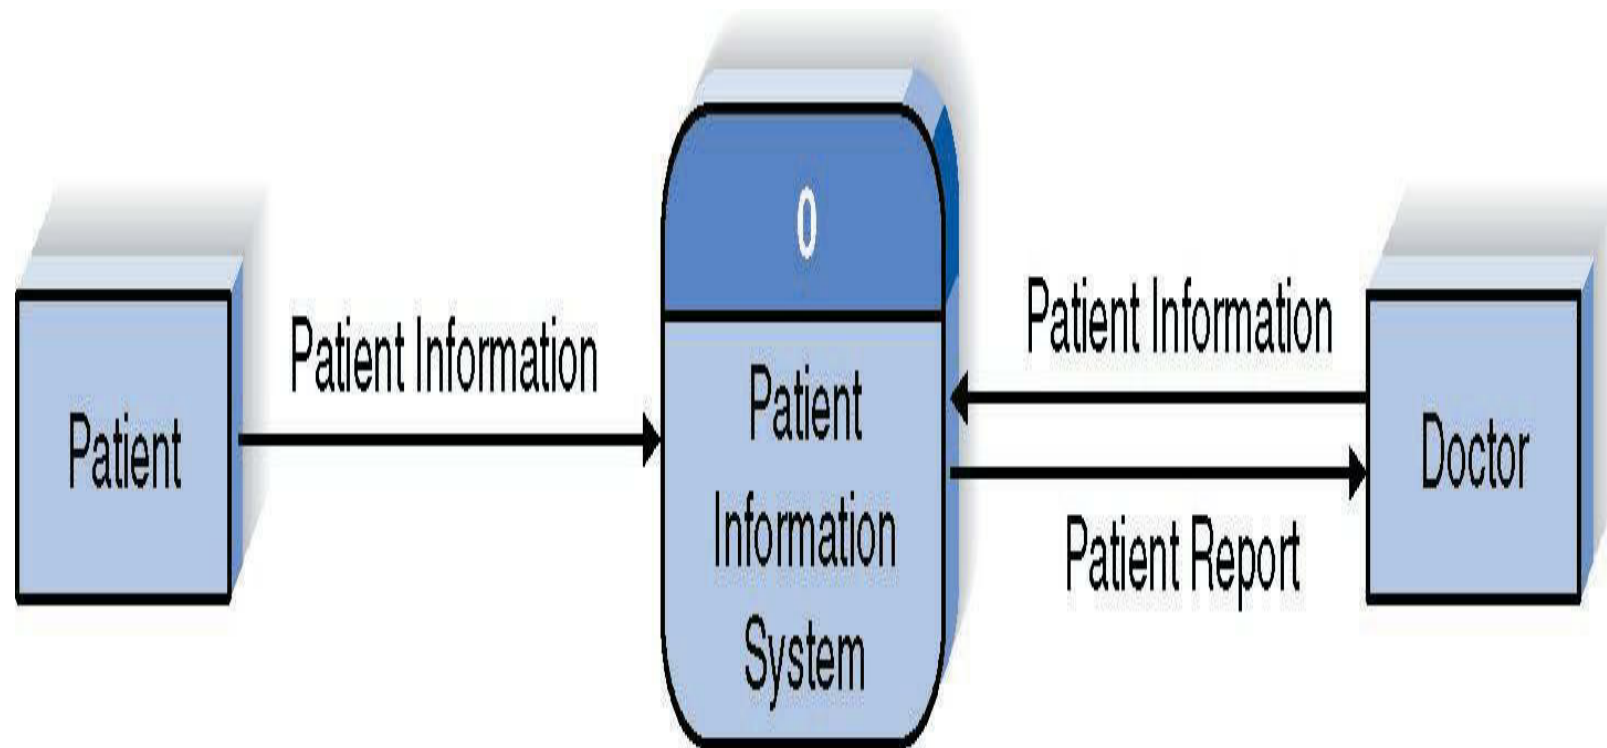 0
Patient Information
Patient Information
Patient
Patient
Information
System
Doctor
Patient Report